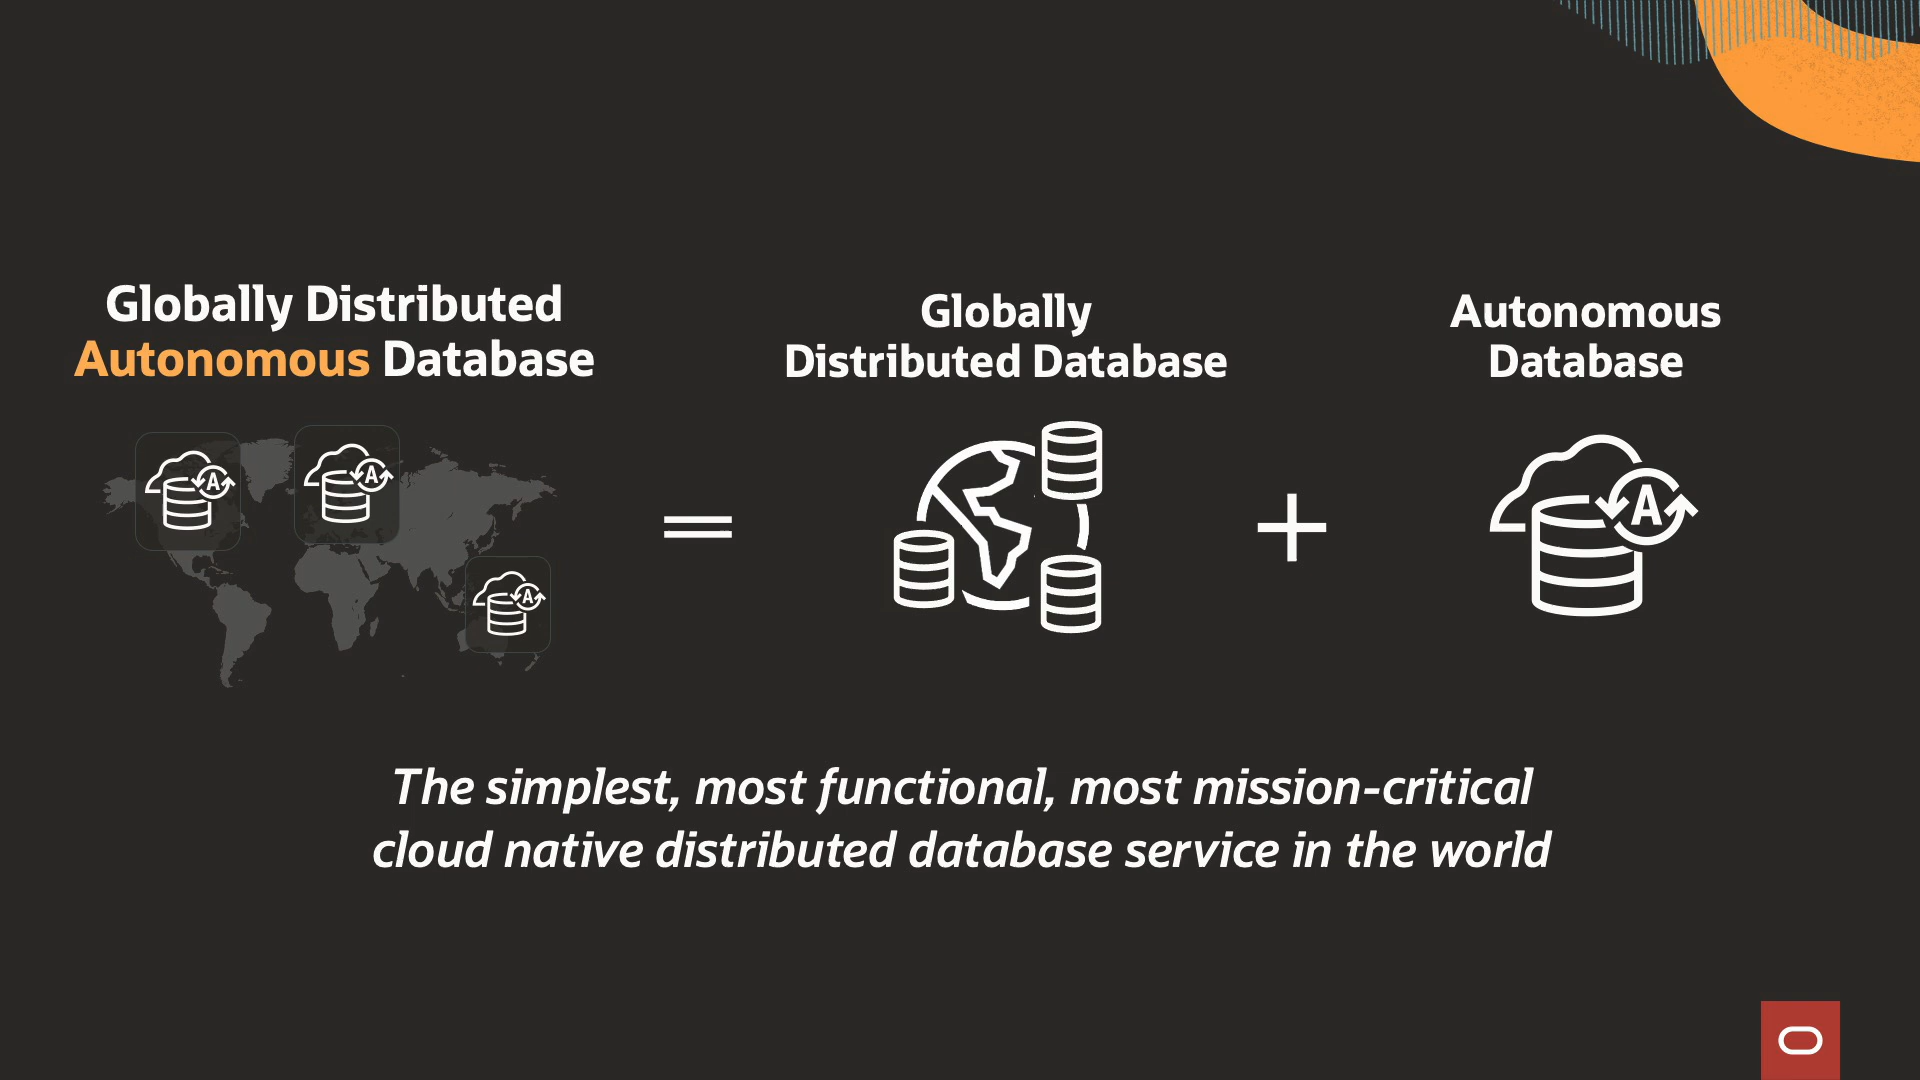 Globally Distributed
Autonomous Database
A
A
A
=
Globally
Distributed Database
+
Autonomous
Database
A
The simplest, most functional, most mission-critical
cloud native distributed database service in the world